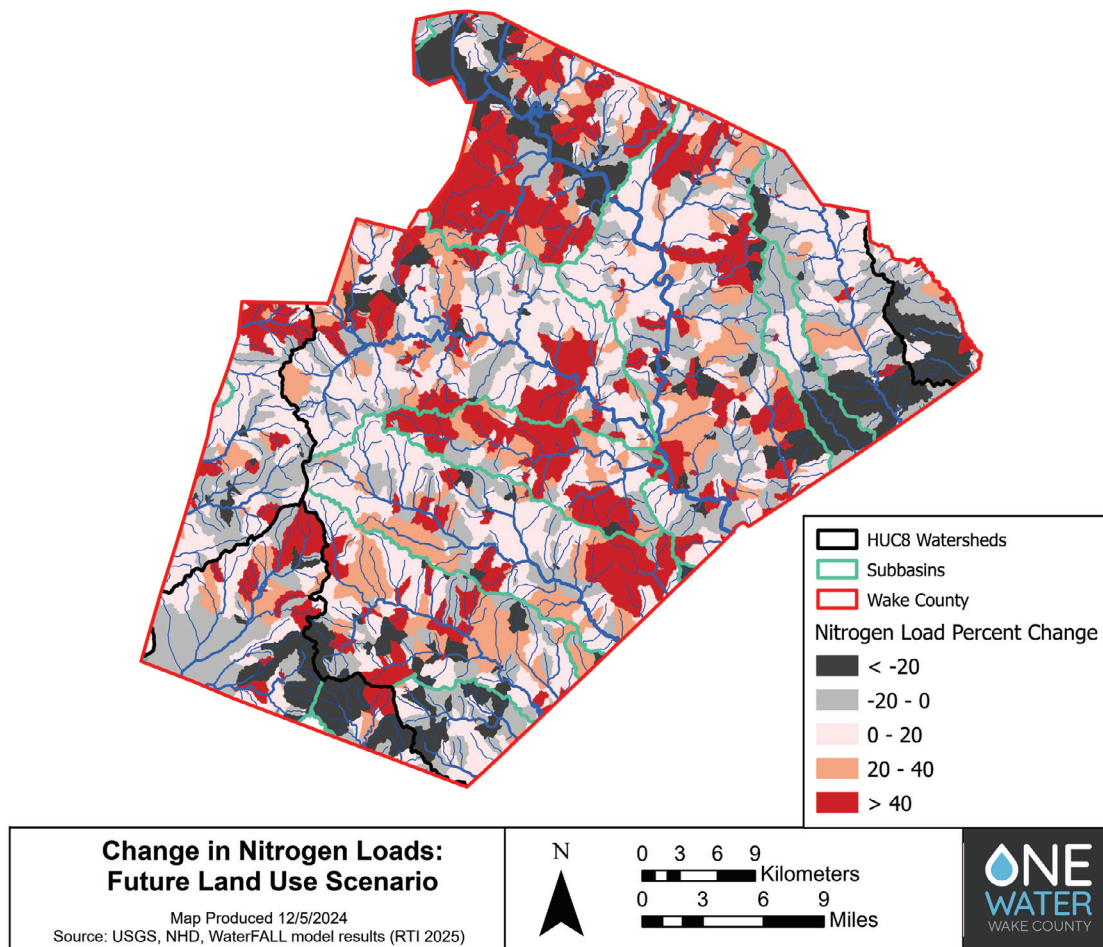 HUC8 Watersheds
Subbasins
Wake County
Nitrogen Load Percent Change
< -20
-20 - 0
0 - 20
20 - 40
> 40
Change in Nitrogen Loads:
Future Land Use Scenario
Map Produced 12/5/2024
Source: USGS, NHD, WaterFALL model results (RTI 2025)
N
0 3 6 9
Kilometers
0 3 6 9
Miles
ONE
WATER
WAKE COUNTY